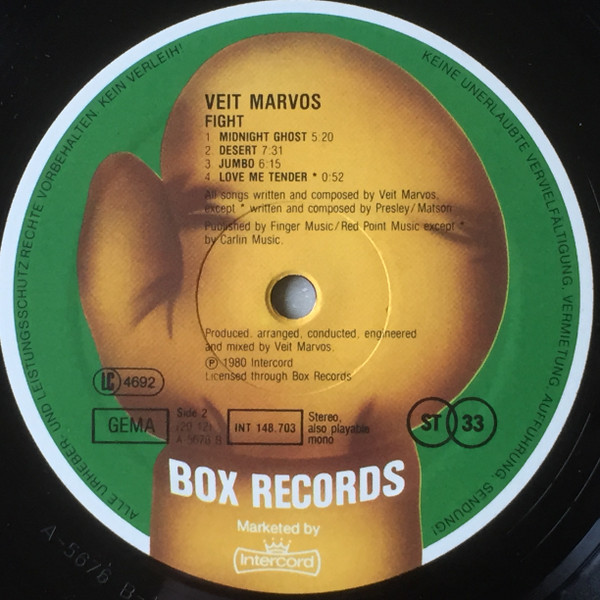 ALLE URHEBER- UND LEISTUNGSSCHUTZRECHTE VORBEHALTEN. KEIN VERLEIH! KEINE UNERLAUBTE VERVIELFÄLTIGUNG, VERMIETUNG, AUFFÜHRUNG, SENDUNG!
VEIT MARVOS
FIGHT
1. MIDNIGHT GHOST 5:20
2. DESERT 7:31
3. JUMBO 6:15
4. LOVE ME TENDER * 0:52
All songs written and composed by Veit Marvos,
except * written and composed by Presley/Matson
Published by Finger Music/Red Point Music except *
by Carlin Music.
Produced, arranged, conducted, engineered
and mixed by Veit Marvos.
Ⓟ 1980 Intercord
Licensed through Box Records
LC 4692
GEMA
Side 2
(20:12)
A-5676 B
INT 148.703
Stereo,
also playable
mono
ST 33
BOX RECORDS
Marketed by
Intercord
A-5676 B-